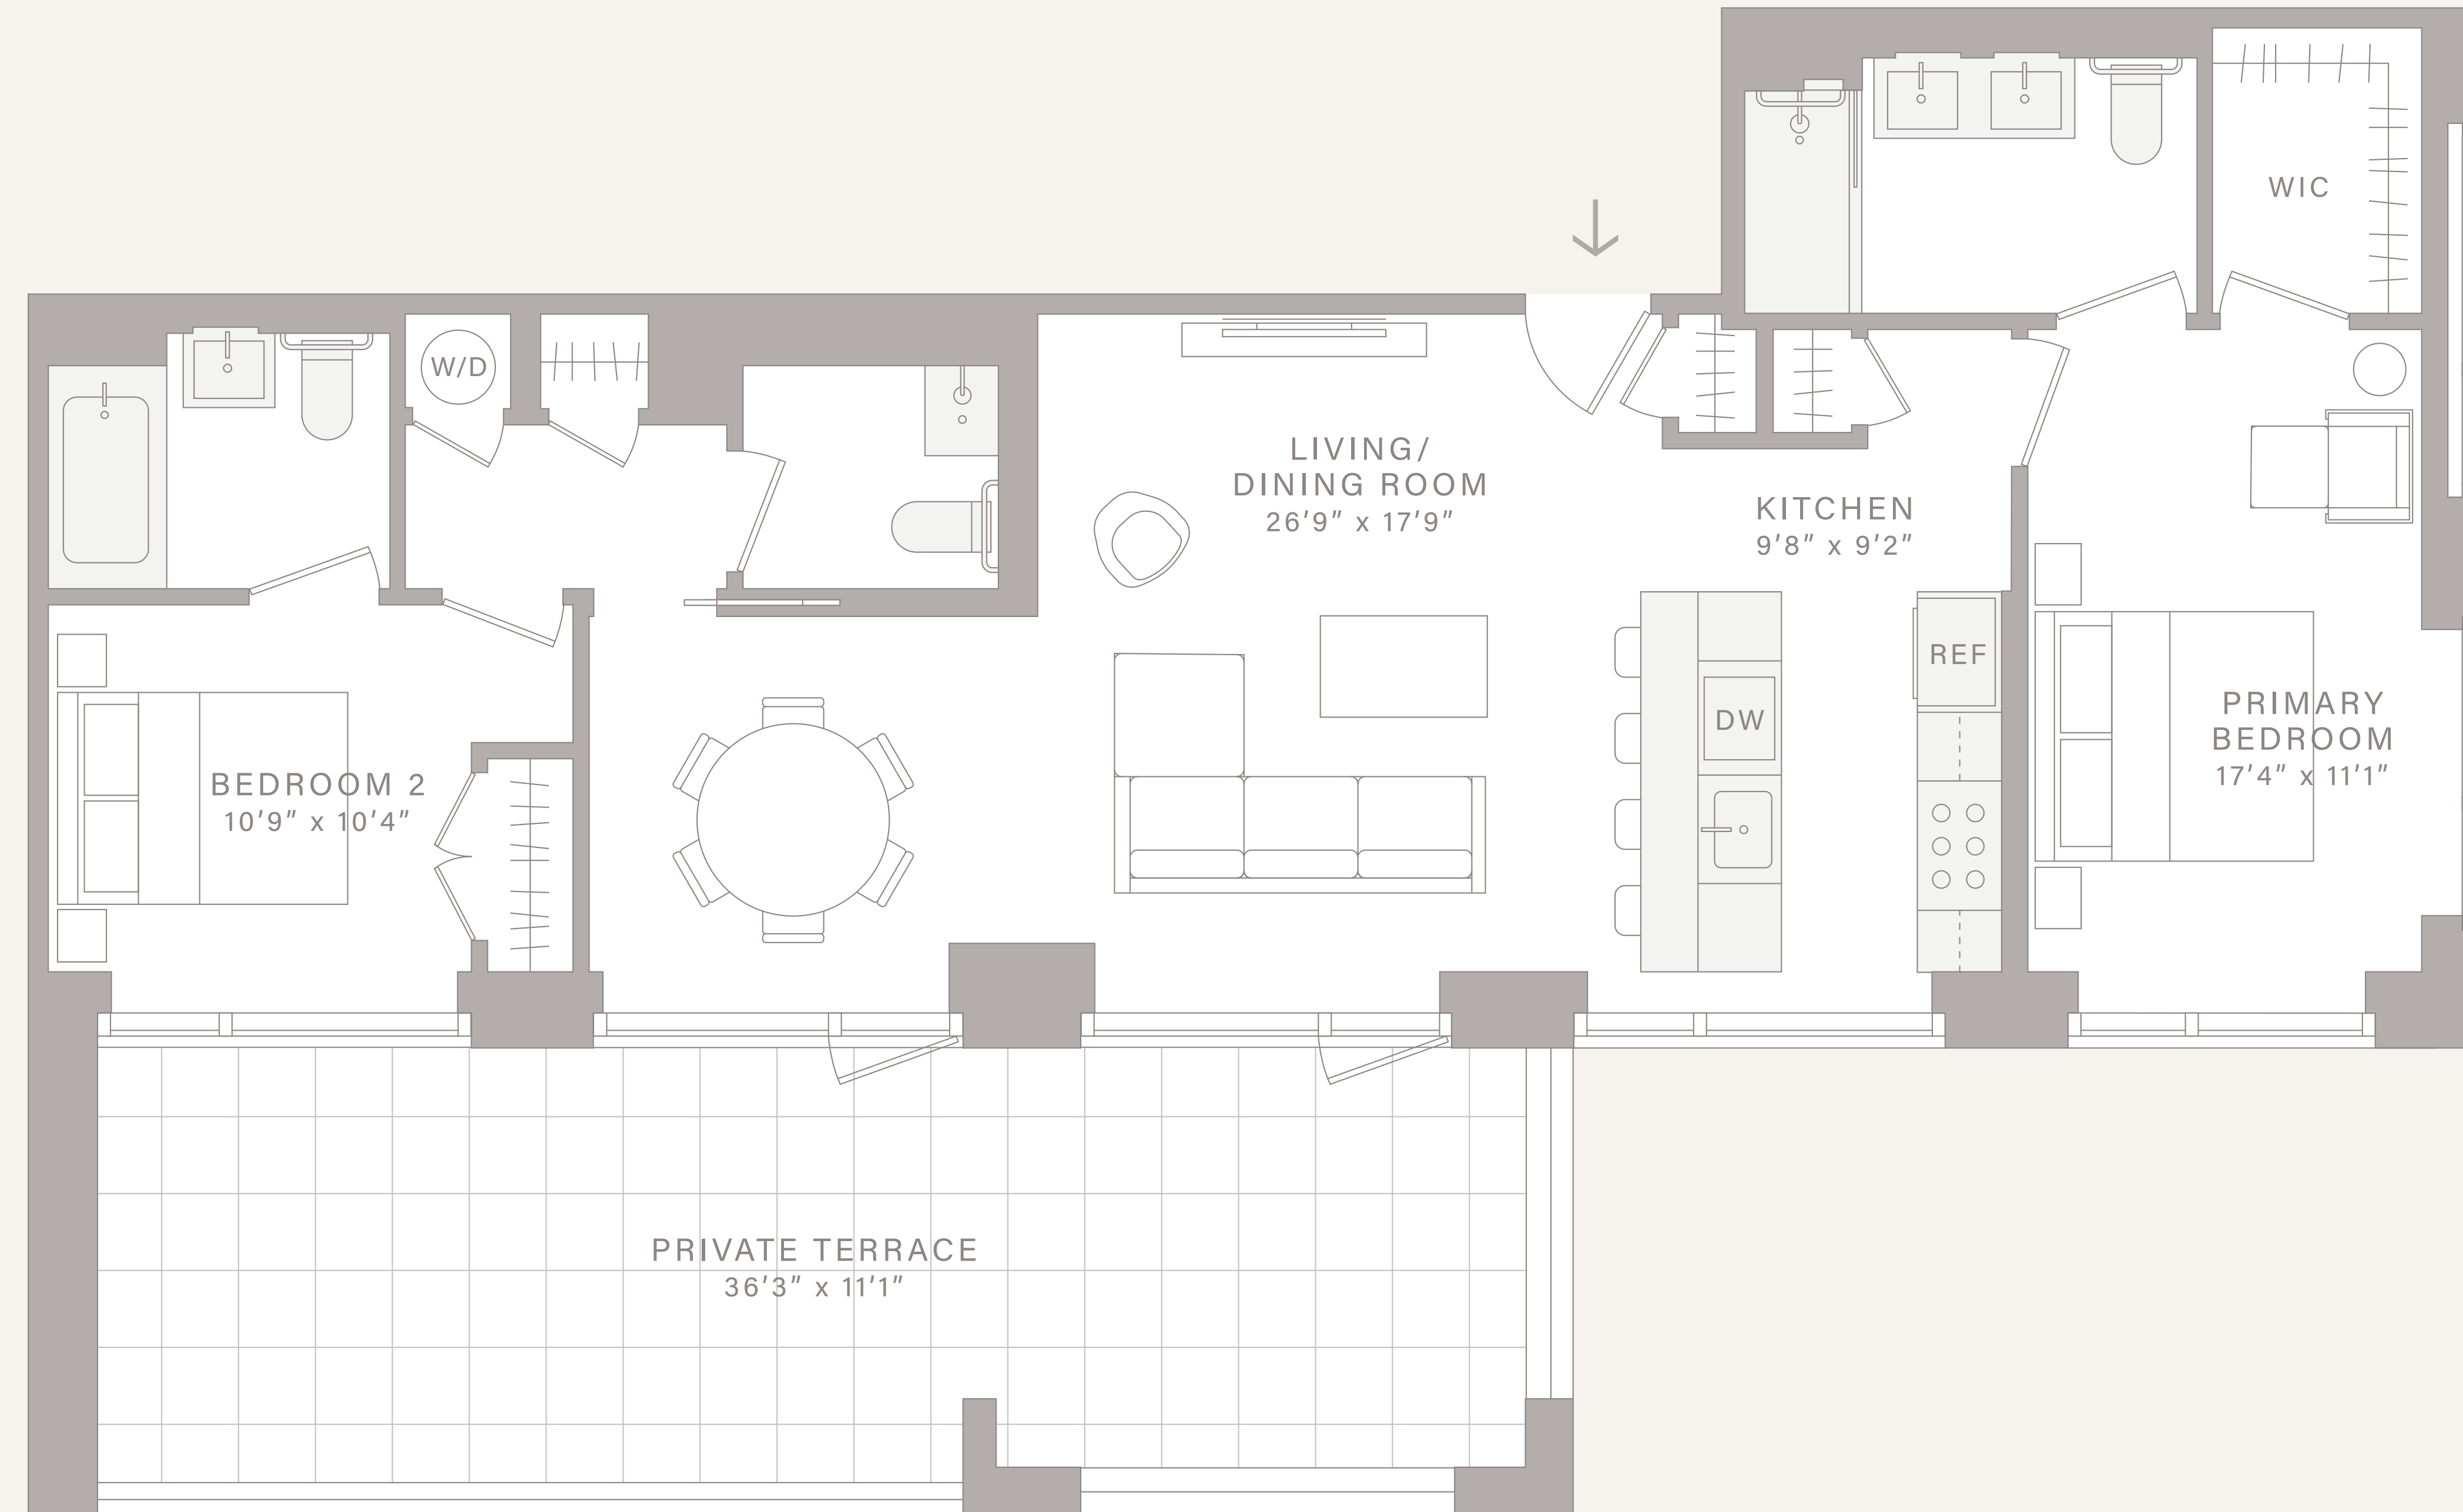 WIC
W/D
LIVING/
DINING ROOM
26’9” x 17’9”
KITCHEN
9’8” x 9’2”
REF
DW
PRIMARY
BEDROOM
17’4” x 11’1”
BEDROOM 2
10’9” x 10’4”
PRIVATE TERRACE
36’3” x 11’1”